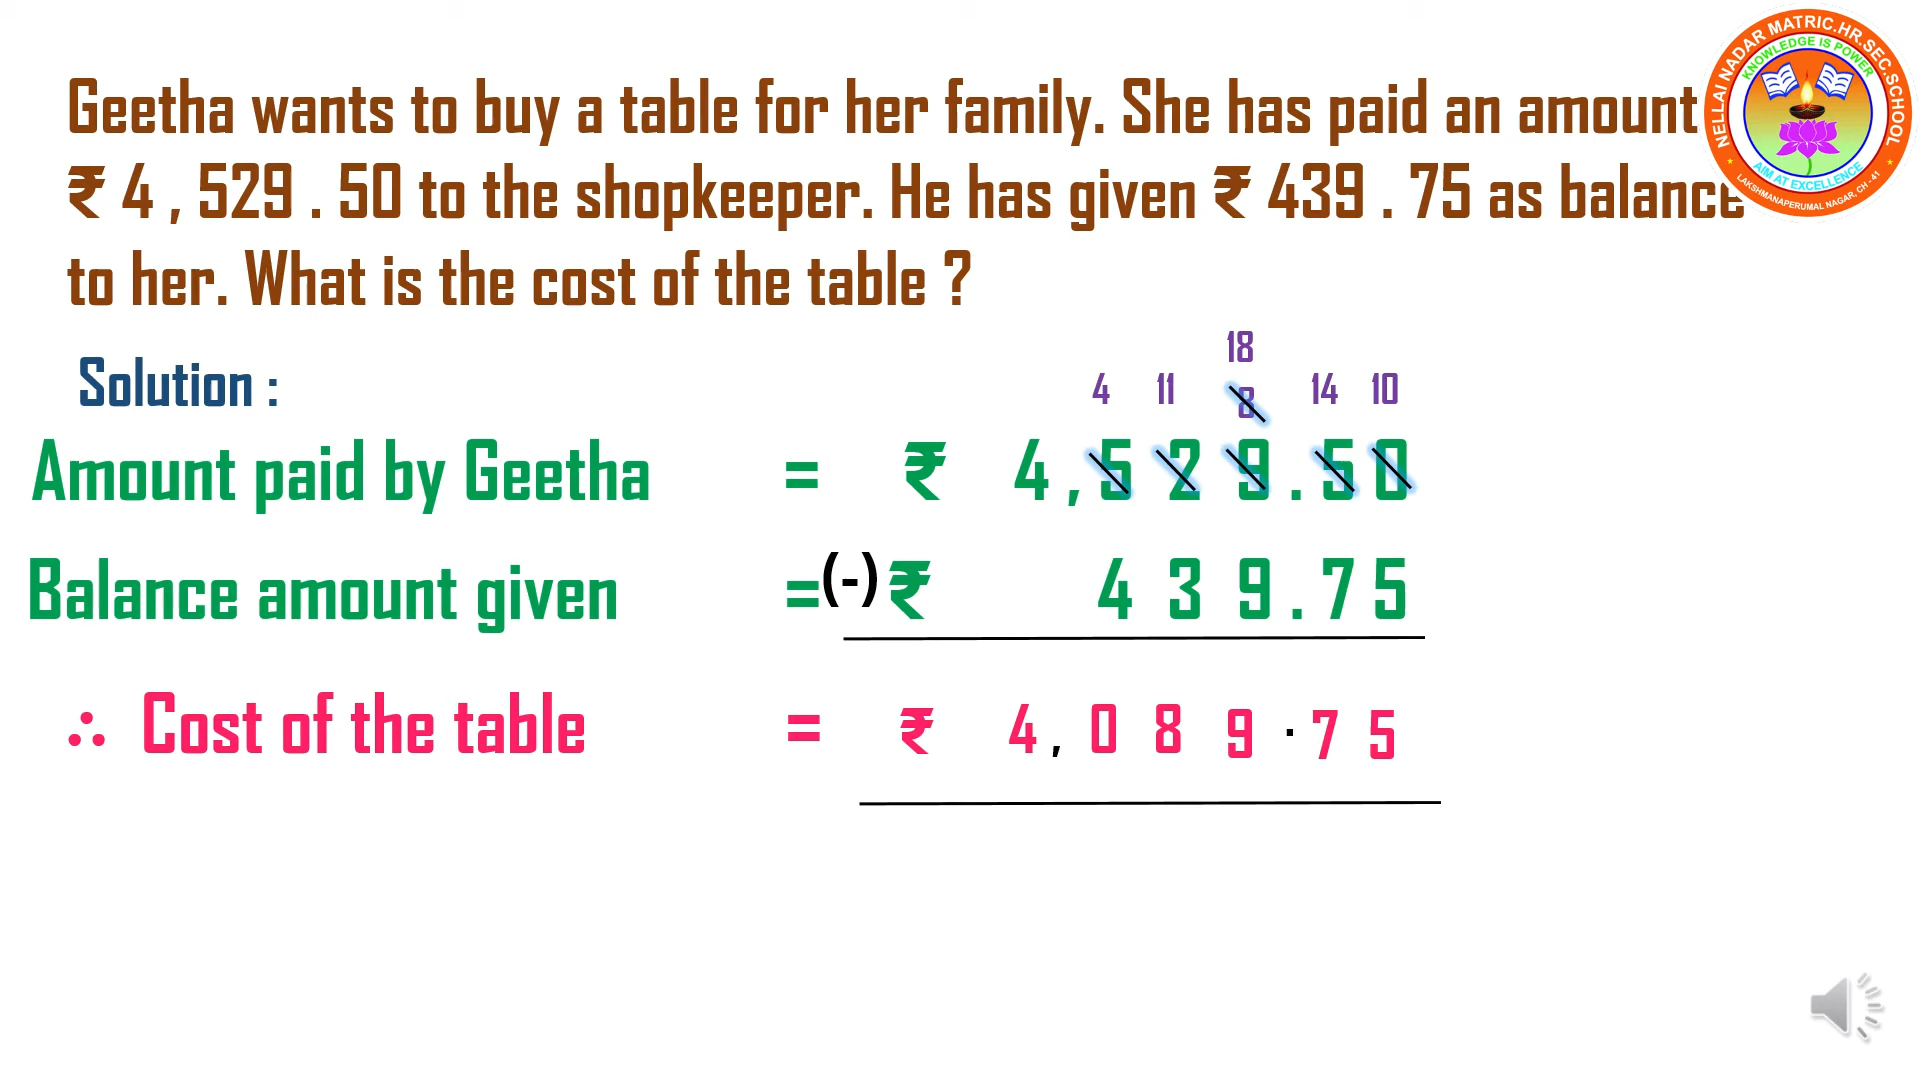 Geetha wants to buy a table for her family. She has paid an amount
₹ 4 , 529 . 50 to the shopkeeper. He has given ₹ 439 . 75 as balance
to her. What is the cost of the table ?
NELLAI NADAR MATRIC.HR.SEC.SCHOOL
KNOWLEDGE IS POWER
AIM AT EXCELLENCE
LAKSHMANAPERUMAL NAGAR, CH - 41
Solution :
18
4 11 8 14 10
Amount paid by Geetha = ₹ 4 , 5 2 9 . 5 0
Balance amount given = (-) ₹ 4 3 9 . 7 5
∴ Cost of the table = ₹ 4 , 0 8 9 . 7 5